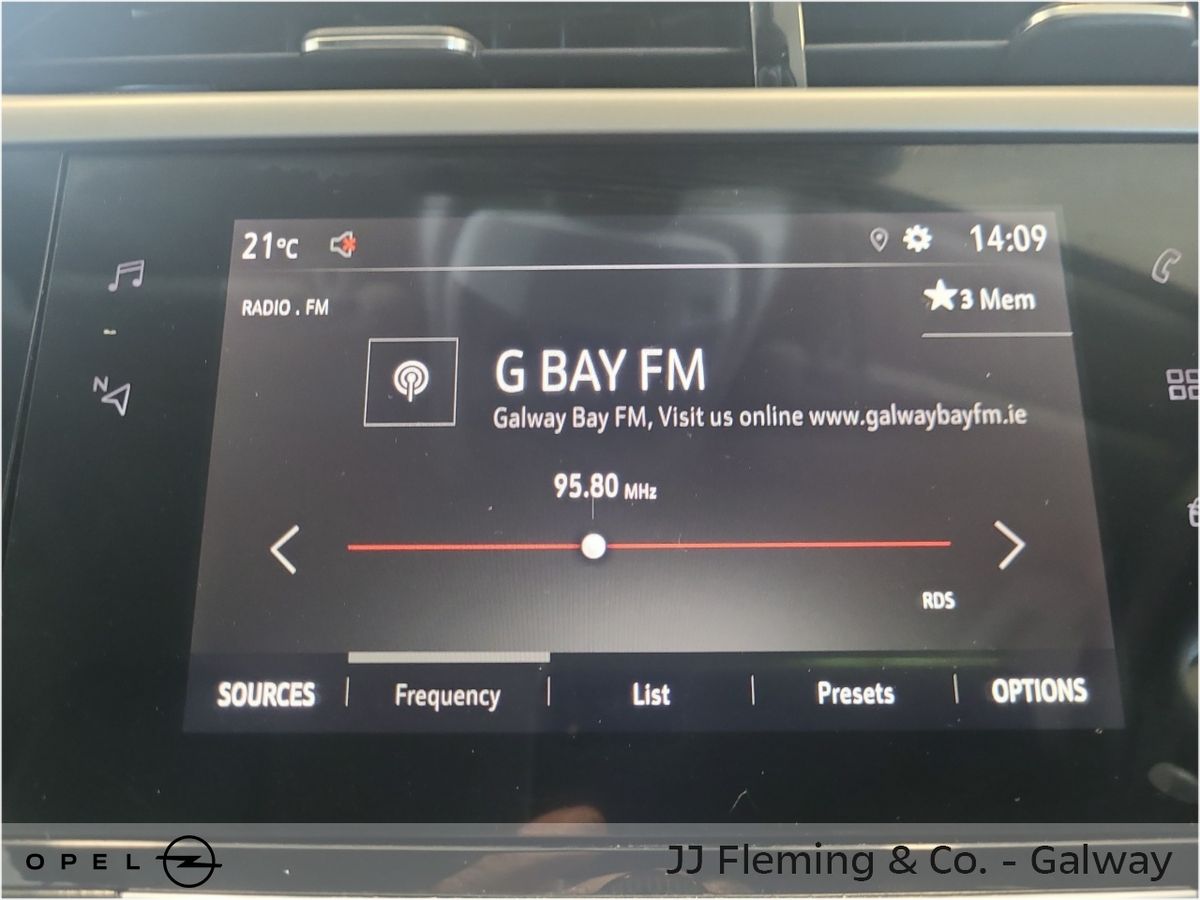 21°C
14:09
RADIO . FM
3 Mem
G BAY FM
Galway Bay FM, Visit us online www.galwaybayfm.ie
N
95.80 MHz
RDS
SOURCES | Frequency | List | Presets | OPTIONS
OPEL
JJ Fleming & Co. - Galway